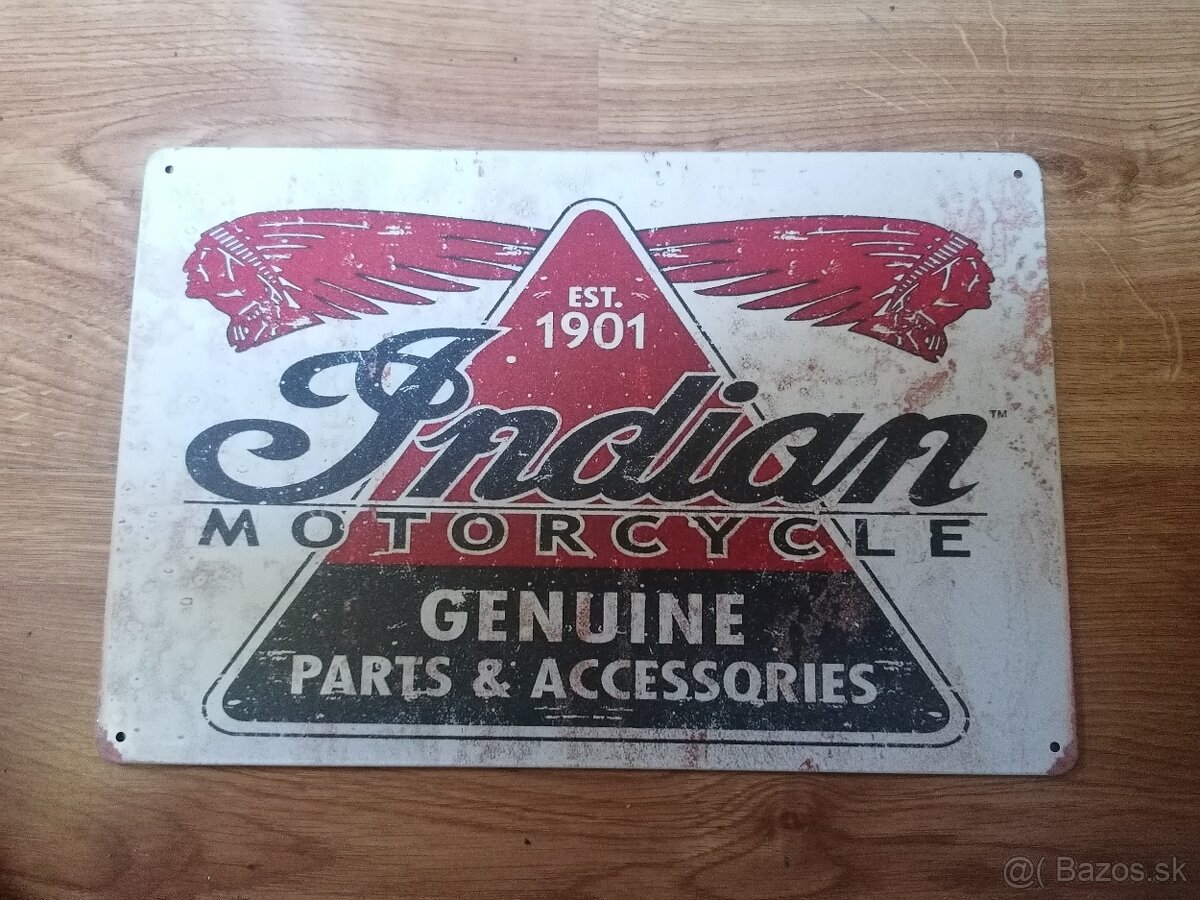 EST.
1901
Indian™
MOTORCYCLE
GENUINE
PARTS & ACCESSORIES
@( Bazos.sk